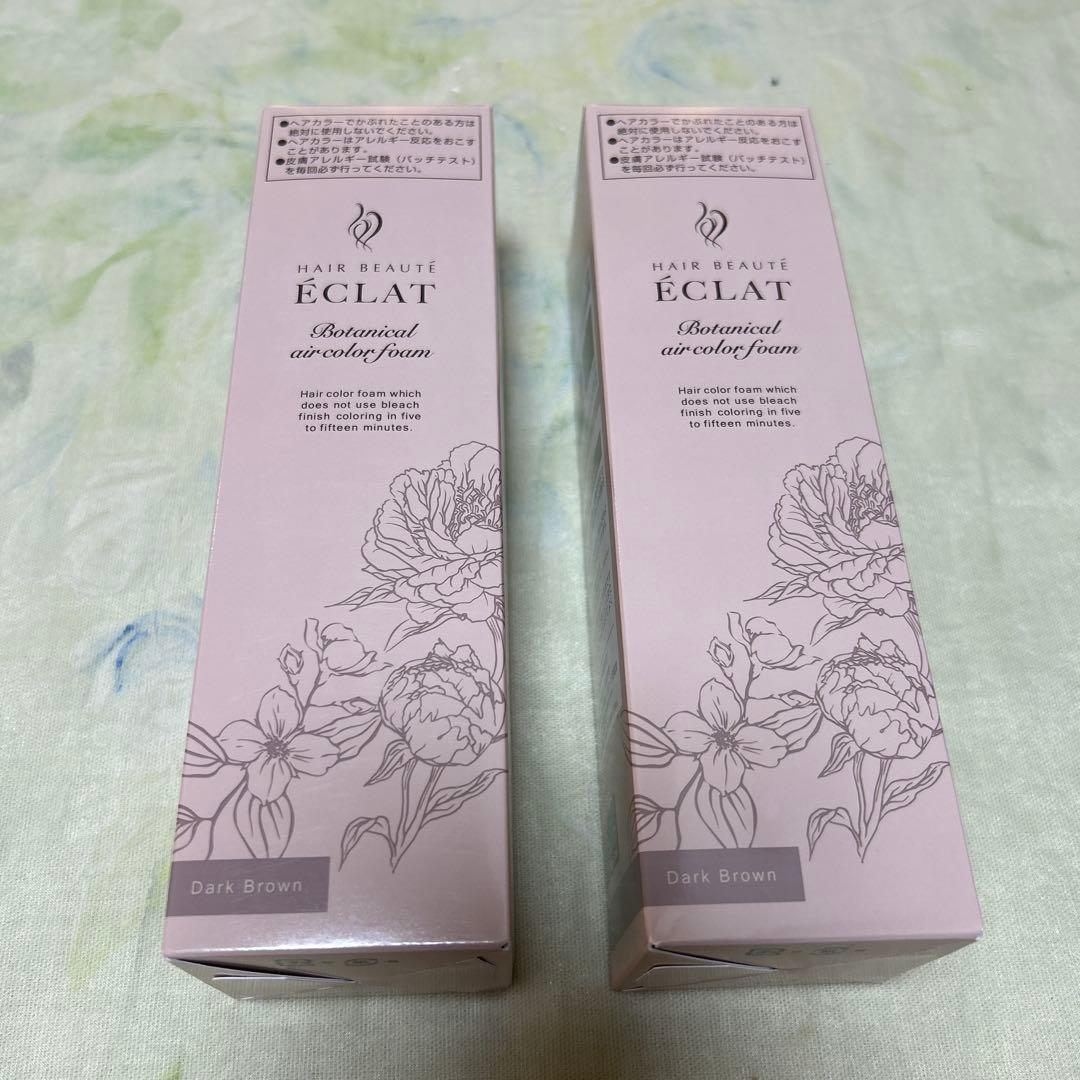 ●ヘアカラーでかぶれたことのある方は
絶対に使用しないでください。
●ヘアカラーはアレルギー反応をおこす
ことがあります。
●皮膚アレルギー試験（パッチテスト）
を毎回必ず行ってください。
HAIR BEAUTÉ
ÉCLAT
Botanical
air color foam
Hair color foam which
does not use bleach
finish coloring in five
to fifteen minutes.
Dark Brown
●ヘアカラーでかぶれたことのある方は
絶対に使用しないでください。
●ヘアカラーはアレルギー反応をおこす
ことがあります。
●皮膚アレルギー試験（パッチテスト）
を毎回必ず行ってください。
HAIR BEAUTÉ
ÉCLAT
Botanical
air color foam
Hair color foam which
does not use bleach
finish coloring in five
to fifteen minutes.
Dark Brown